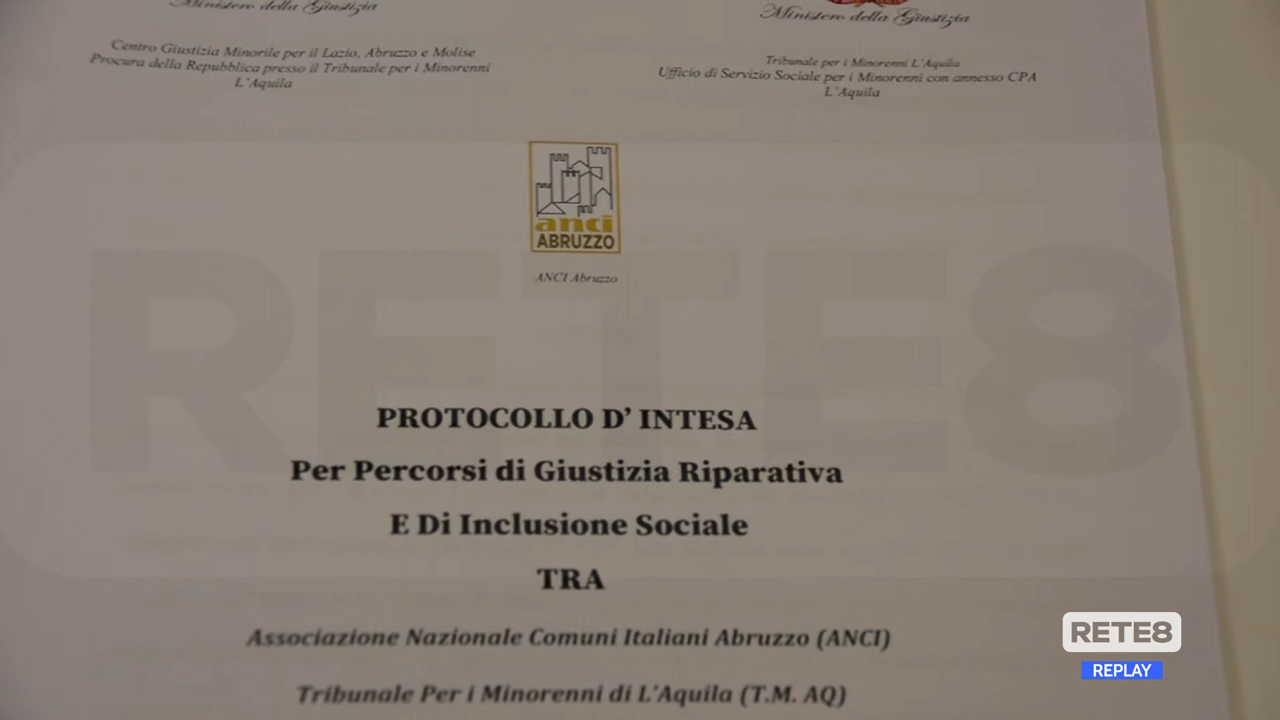 Ministero della Giustizia
Centro Giustizia Minorile per il Lazio, Abruzzo e Molise
Procura della Repubblica presso il Tribunale per i Minorenni
L'Aquila
Ministero della Giustizia
Tribunale per i Minorenni L'Aquila
Ufficio di Servizio Sociale per i Minorenni con annesso CPA
L'Aquila
anci
ABRUZZO
ANCI Abruzzo
RETE8
PROTOCOLLO D' INTESA
Per Percorsi di Giustizia Riparativa
E Di Inclusione Sociale
TRA
Associazione Nazionale Comuni Italiani Abruzzo (ANCI)
Tribunale Per i Minorenni di L'Aquila (T.M. AQ)
RETE8
REPLAY